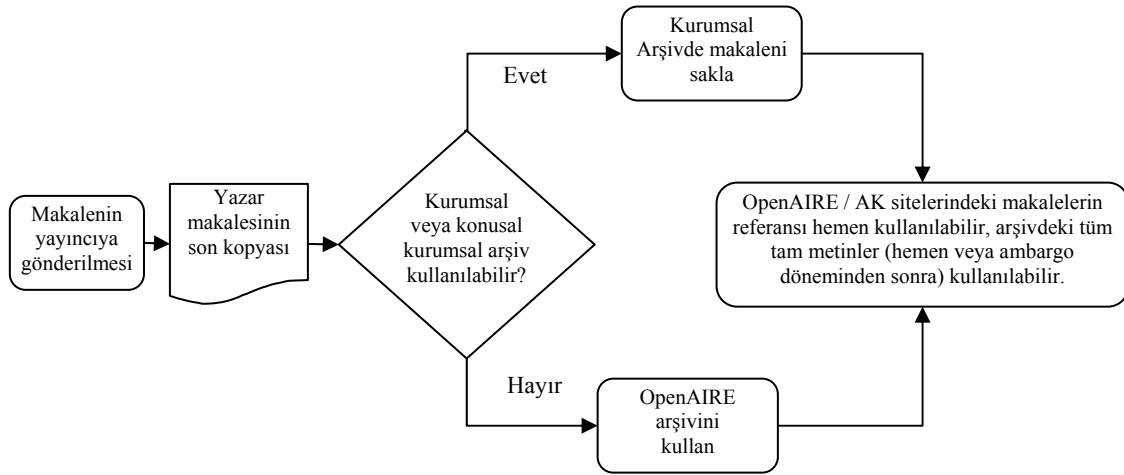 Makalenin
yayıncıya
gönderilmesi
Yazar
makalesinin
son kopyası
Kurumsal
veya konusal
kurumsal arşiv
kullanılabilir?
Evet
Kurumsal
Arşivde makaleni
sakla
Hayır
OpenAIRE
arşivini
kullan
OpenAIRE / AK sitelerindeki makalelerin
referansı hemen kullanılabilir, arşivdeki tüm
tam metinler (hemen veya ambargo
döneminden sonra) kullanılabilir.